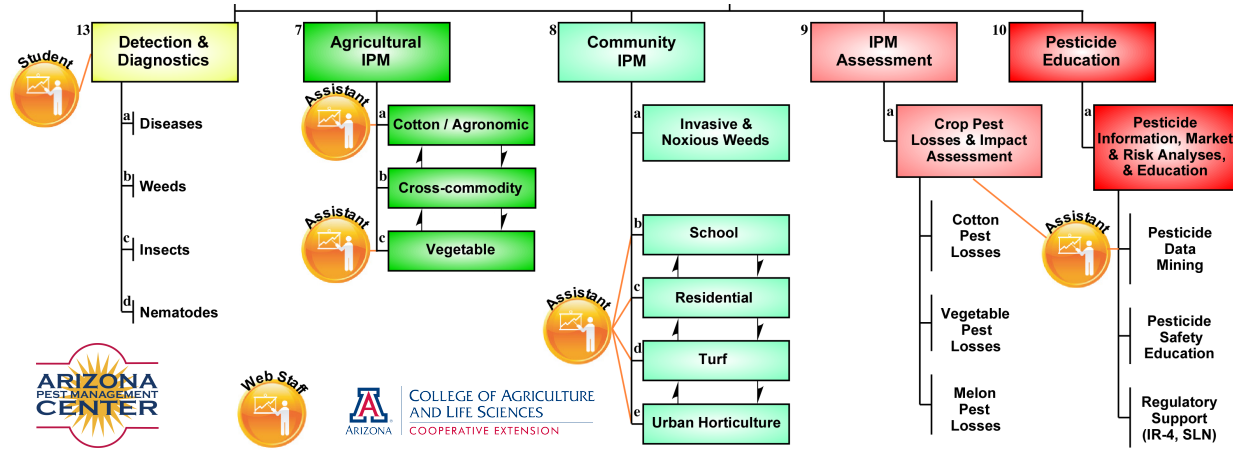 13
Detection &
Diagnostics
Student
a
Diseases
b
Weeds
c
Insects
d
Nematodes
7
Agricultural
IPM
Assistant
a
Cotton / Agronomic
b
Cross-commodity
Assistant
c
Vegetable
8
Community
IPM
a
Invasive &
Noxious Weeds
b
School
c
Residential
Assistant
d
Turf
e
Urban Horticulture
9
IPM
Assessment
a
Crop Pest
Losses & Impact
Assessment
Cotton
Pest
Losses
Vegetable
Pest
Losses
Melon
Pest
Losses
10
Pesticide
Education
a
Pesticide
Information, Market
& Risk Analyses,
& Education
Assistant
Pesticide
Data
Mining
Pesticide
Safety
Education
Regulatory
Support
(IR-4, SLN)
ARIZONA
PEST MANAGEMENT
CENTER
Web Staff
A
ARIZONA
COLLEGE OF AGRICULTURE
AND LIFE SCIENCES
COOPERATIVE EXTENSION